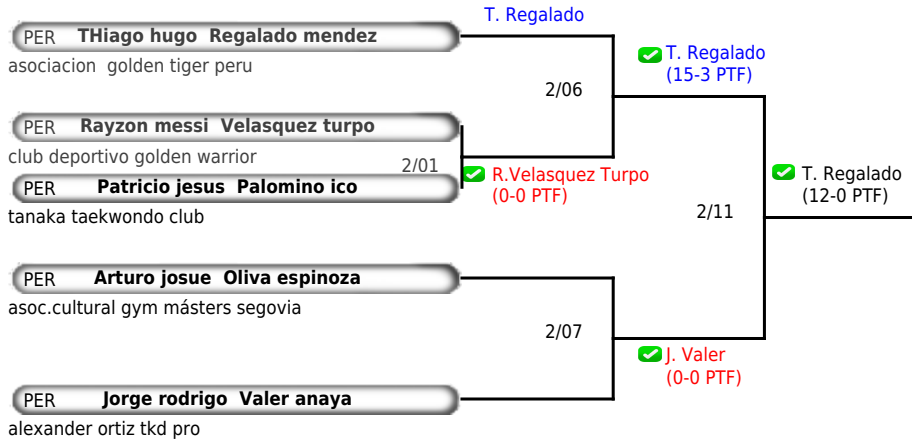 T. Regalado
PER THiago hugo Regalado mendez
asociacion golden tiger peru
T. Regalado
(15-3 PTF)
2/06
PER Rayzon messi Velasquez turpo
club deportivo golden warrior
2/01
R.Velasquez Turpo
(0-0 PTF)
PER Patricio jesus Palomino ico
tanaka taekwondo club
T. Regalado
(12-0 PTF)
2/11
PER Arturo josue Oliva espinoza
asoc.cultural gym másters segovia
2/07
J. Valer
(0-0 PTF)
PER Jorge rodrigo Valer anaya
alexander ortiz tkd pro